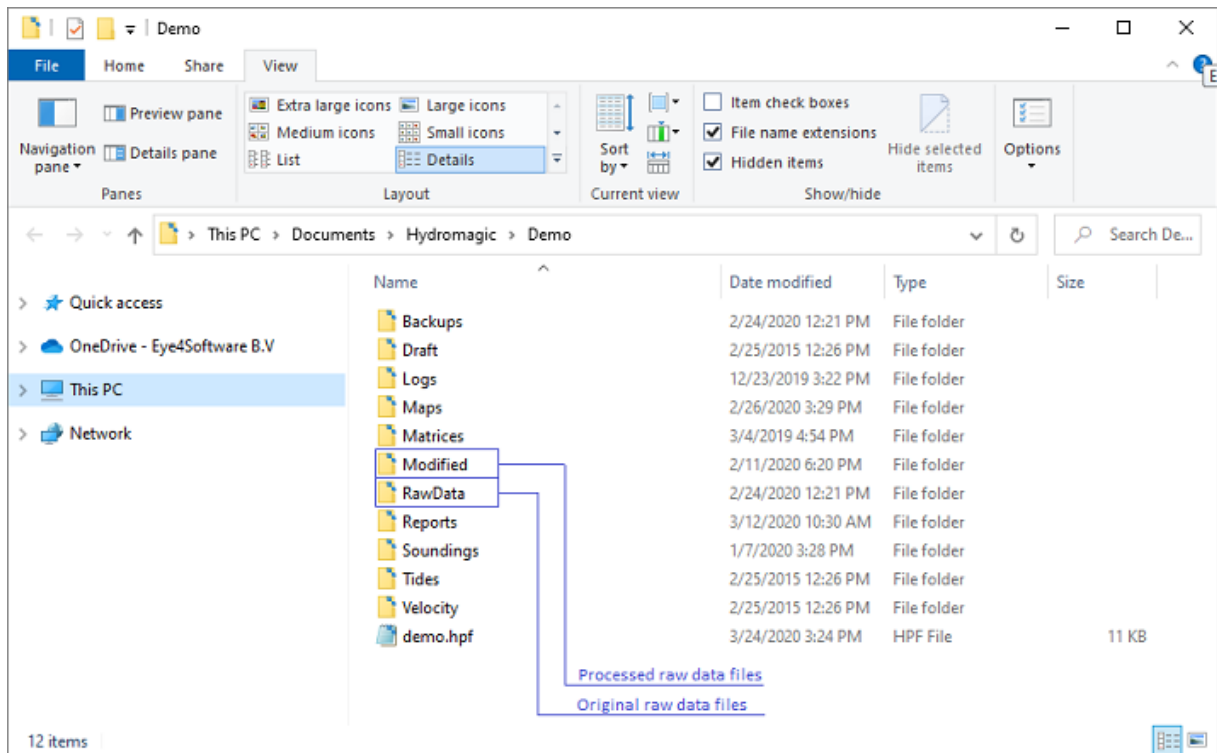 Demo
File Home Share View
Preview pane
Details pane
Navigation pane
Panes
Extra large icons Large icons
Medium icons Small icons
List Details
Layout
Sort by
Current view
Item check boxes
File name extensions
Hidden items
Hide selected items
Show/hide
Options
E
This PC > Documents > Hydromagic > Demo
Search De...
Quick access
OneDrive - Eye4Software B.V
This PC
Network
Name Date modified Type Size
Backups 2/24/2020 12:21 PM File folder
Draft 2/25/2015 12:26 PM File folder
Logs 12/23/2019 3:22 PM File folder
Maps 2/26/2020 3:29 PM File folder
Matrices 3/4/2019 4:54 PM File folder
Modified 2/11/2020 6:20 PM File folder
RawData 2/24/2020 12:21 PM File folder
Reports 3/12/2020 10:30 AM File folder
Soundings 1/7/2020 3:28 PM File folder
Tides 2/25/2015 12:26 PM File folder
Velocity 2/25/2015 12:26 PM File folder
demo.hpf 3/24/2020 3:24 PM HPF File 11 KB
Processed raw data files
Original raw data files
12 items